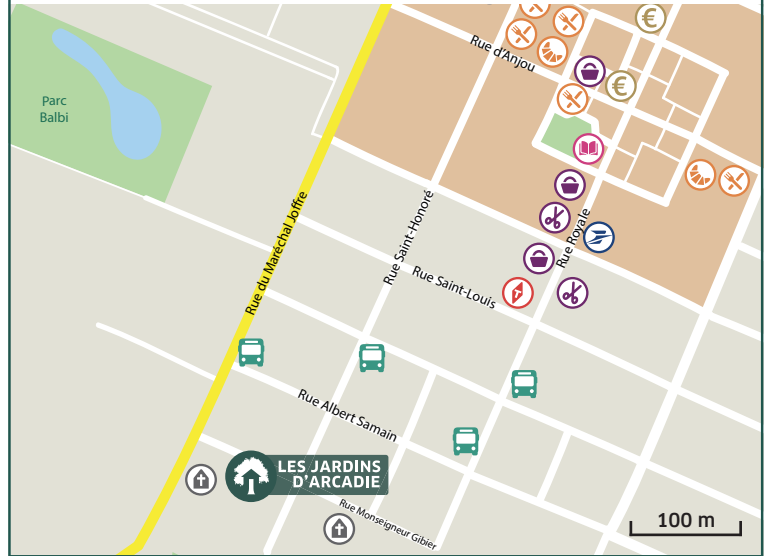 Rue d'Anjou
€
€
Parc
Balbi
Rue du Maréchal Joffre
Rue Saint-Honoré
Rue Royale
Rue Saint-Louis
Rue Albert Samain
LES JARDINS
D'ARCADIE
Rue Monseigneur Gibier
100 m